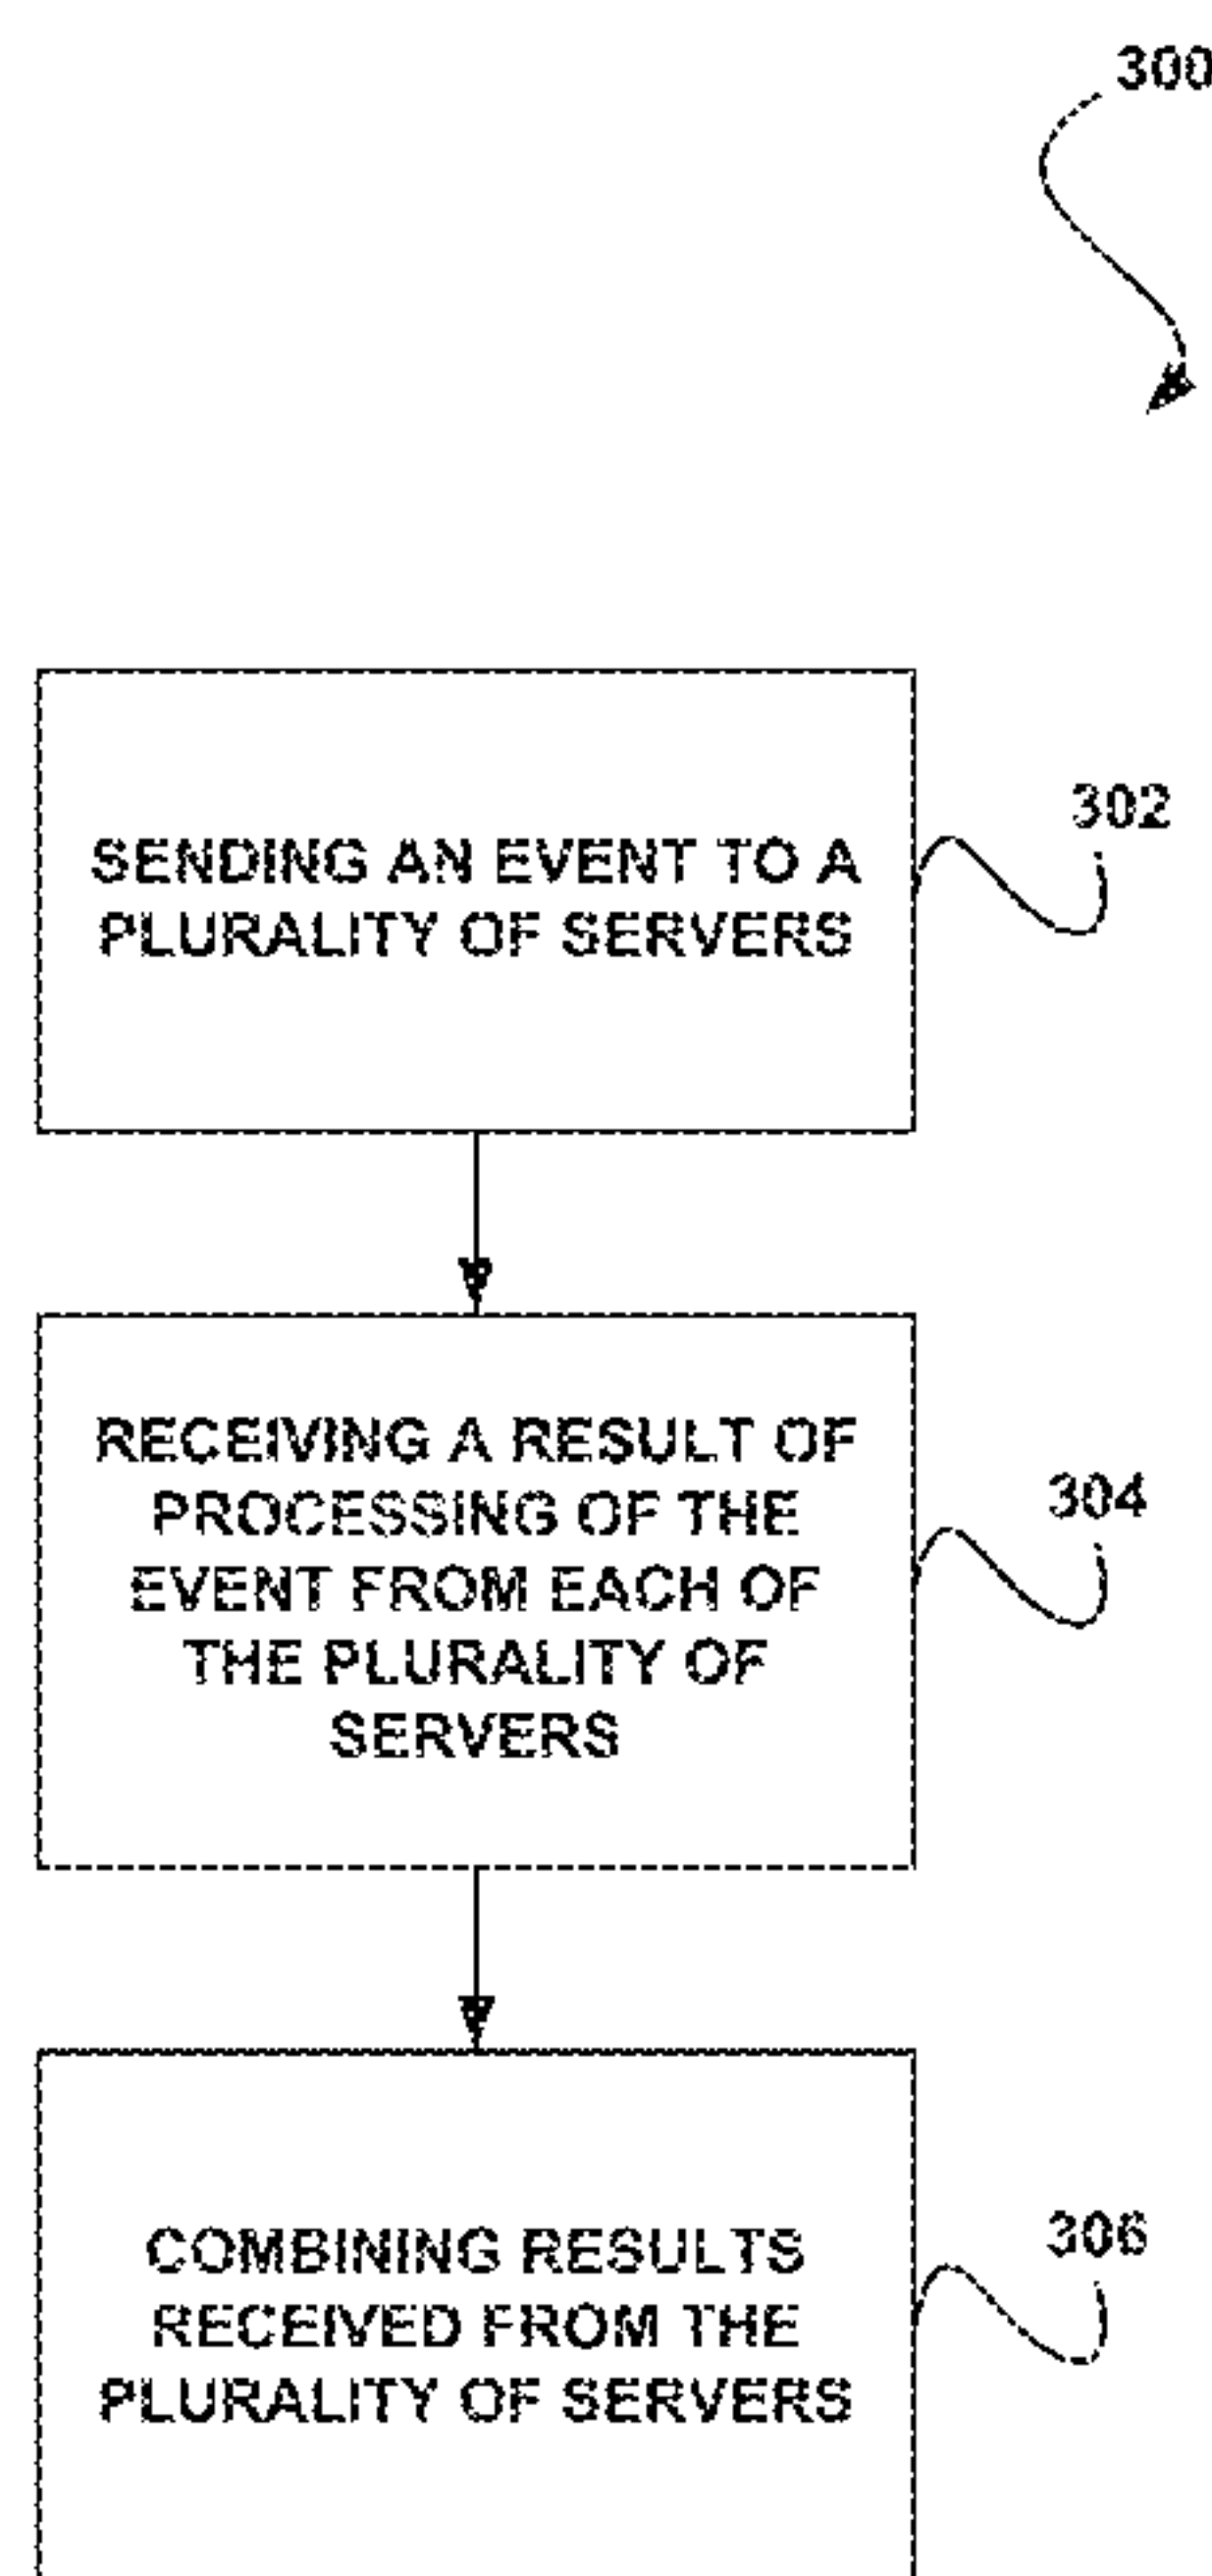 300
SENDING AN EVENT TO A
PLURALITY OF SERVERS
302
RECEIVING A RESULT OF
PROCESSING OF THE
EVENT FROM EACH OF
THE PLURALITY OF
SERVERS
304
COMBINING RESULTS
RECEIVED FROM THE
PLURALITY OF SERVERS
306